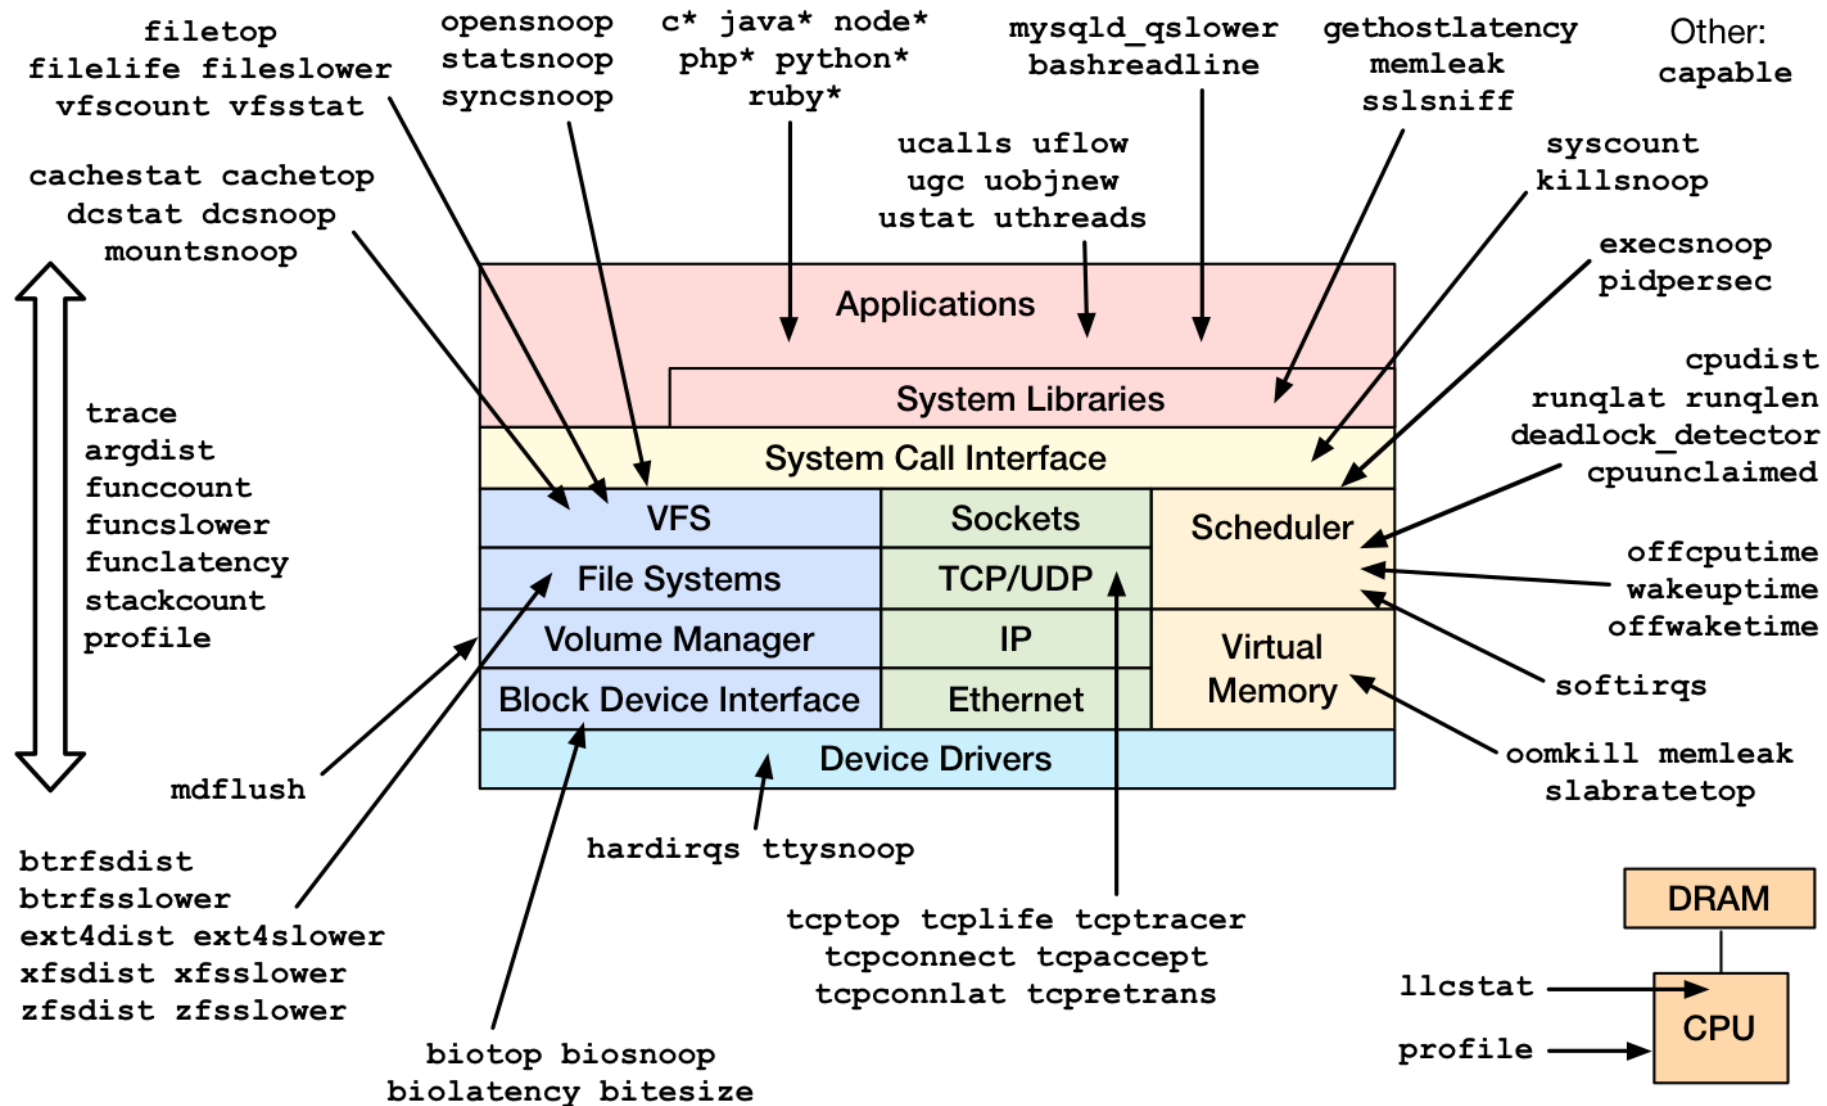 filetop
filelife fileslower
vfscount vfsstat
opensnoop
statsnoop
syncsnoop
c* java* node*
php* python*
ruby*
mysqld_qslower
bashreadline
gethostlatency
memleak
sslsniff
Other:
capable
cachestat cachetop
dcstat dcsnoop
mountsnoop
ucalls uflow
ugc uobjnew
ustat uthreads
syscount
killsnoop
execsnoop
pidpersec
cpudist
runqlat runqlen
deadlock_detector
cpuunclaimed
offcputime
wakeuptime
offwaketime
softirqs
oomkill memleak
slabratetop
trace
argdist
funccount
funcslower
funclatency
stackcount
profile
Applications
System Libraries
System Call Interface
VFS
Sockets
Scheduler
File Systems
TCP/UDP
Volume Manager
IP
Virtual
Memory
Block Device Interface
Ethernet
Device Drivers
mdflush
hardirqs ttysnoop
btrfsdist
btrfsslower
ext4dist ext4slower
xfsdist xfsslower
zfsdist zfsslower
tcptop tcplife tcptracer
tcpconnect tcpaccept
tcpconnlat tcpretrans
biotop biosnoop
biolatency bitesize
DRAM
llcstat
CPU
profile